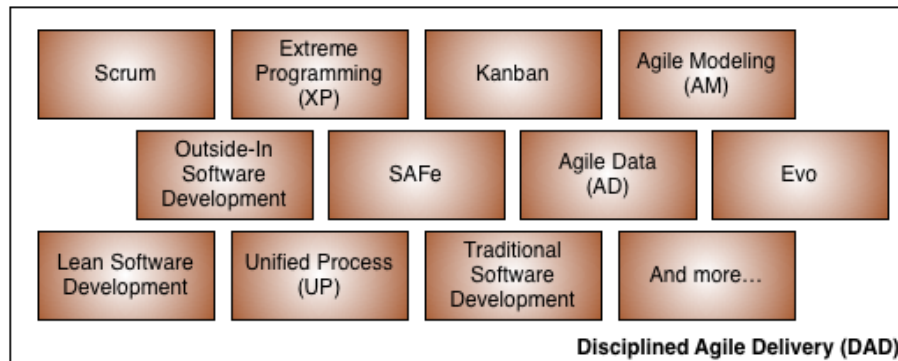 Scrum
Extreme
Programming
(XP)
Kanban
Agile Modeling
(AM)
Outside-In
Software
Development
SAFe
Agile Data
(AD)
Evo
Lean Software
Development
Unified Process
(UP)
Traditional
Software
Development
And more…
Disciplined Agile Delivery (DAD)